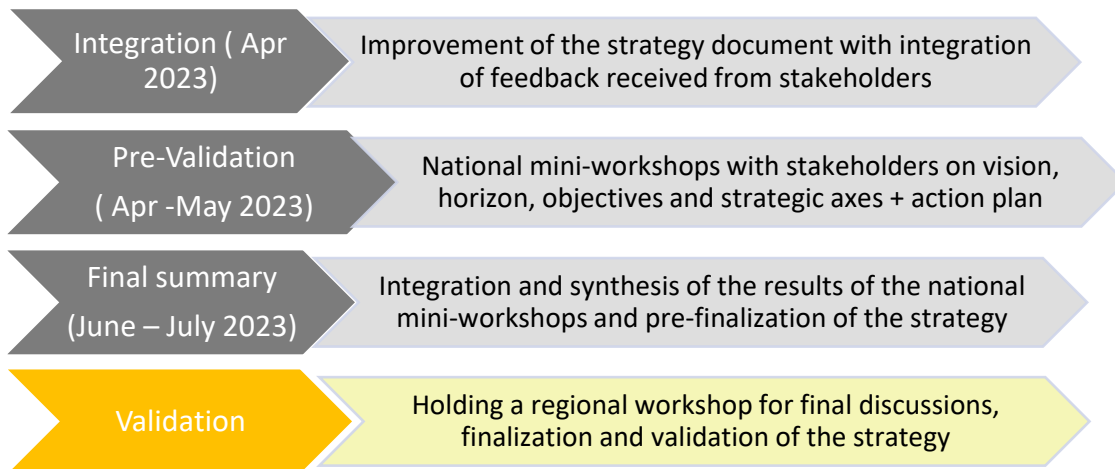 Integration ( Apr
2023)
Improvement of the strategy document with integration
of feedback received from stakeholders
Pre-Validation
( Apr -May 2023)
National mini-workshops with stakeholders on vision,
horizon, objectives and strategic axes + action plan
Final summary
(June – July 2023)
Integration and synthesis of the results of the national
mini-workshops and pre-finalization of the strategy
Validation
Holding a regional workshop for final discussions,
finalization and validation of the strategy